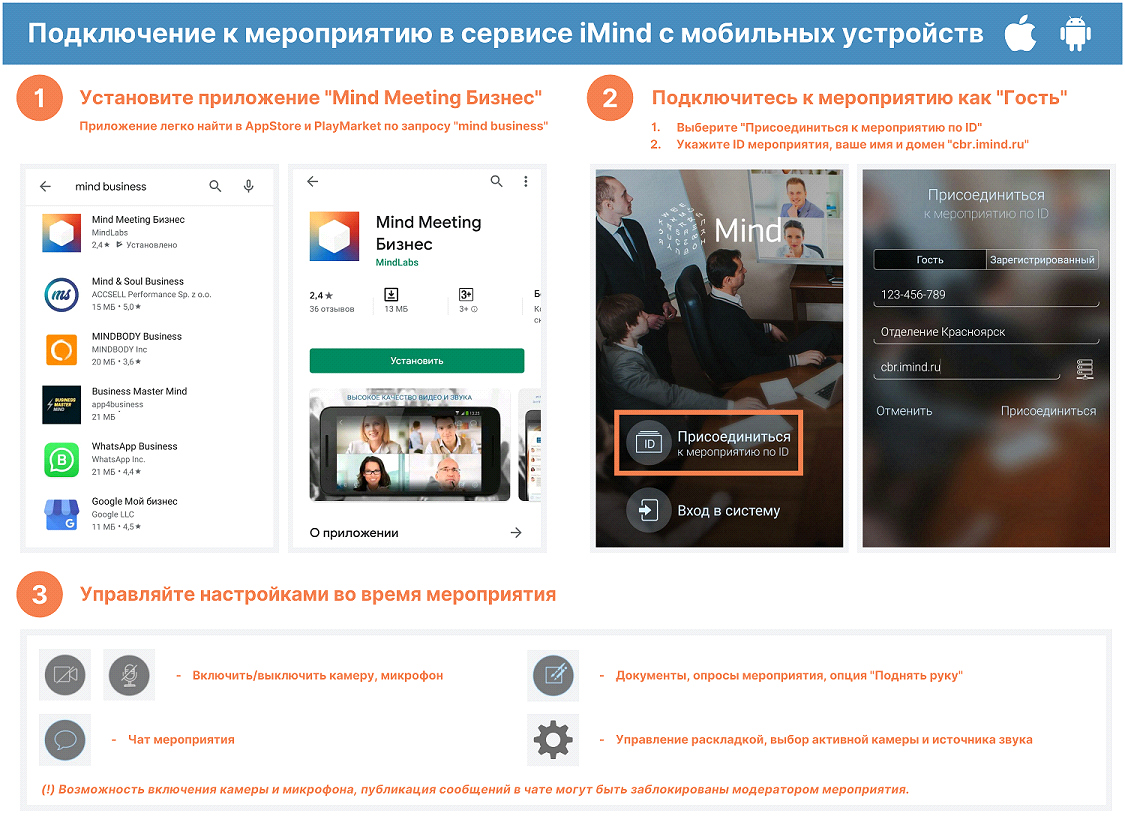 Подключение к мероприятию в сервисе iMind с мобильных устройств
1
Установите приложение "Mind Meeting Бизнес"
Приложение легко найти в AppStore и PlayMarket по запросу "mind business"
mind business
Mind Meeting Бизнес
MindLabs
2,4★ Установлено
Mind & Soul Business
ACCSELL Performance Sp. z o.o.
15 МБ • 5,0★
MINDBODY Business
MINDBODY Inc
20 МБ • 3,6★
BUSINESS
MASTER
MIND
Business Master Mind
app4business
21 МБ
WhatsApp Business
WhatsApp Inc.
21 МБ • 4,4★
Google Мой бизнес
Google LLC
11 МБ • 4,5★
Mind Meeting
Бизнес
MindLabs
2,4★
36 отзывов
13 МБ
3+
3+
Установить
ВЫСОКОЕ КАЧЕСТВО ВИДЕО И ЗВУКА
О приложении
2
Подключитесь к мероприятию как "Гость"
1. Выберите "Присоединиться к мероприятию по ID"
2. Укажите ID мероприятия, ваше имя и домен "cbr.imind.ru"
Mind
ID
Присоединиться
к мероприятию по ID
Вход в систему
Присоединиться
к мероприятию по ID
Гость Зарегистрированный
123-456-789
Отделение Красноярск
cbr.imind.ru
Отменить Присоединиться
3
Управляйте настройками во время мероприятия
- Включить/выключить камеру, микрофон
- Документы, опросы мероприятия, опция "Поднять руку"
- Чат мероприятия
- Управление раскладкой, выбор активной камеры и источника звука
(!) Возможность включения камеры и микрофона, публикация сообщений в чате могут быть заблокированы модератором мероприятия.